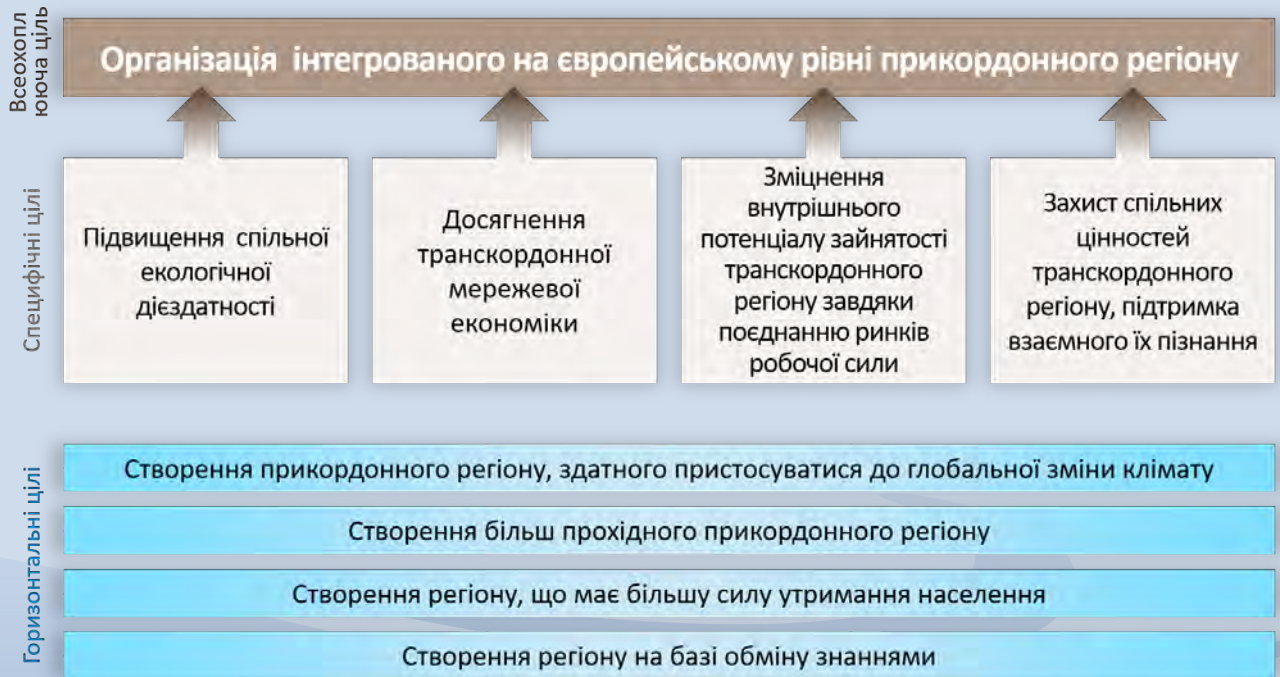 Всеохопл
ююча ціль
Організація інтегрованого на європейському рівні прикордонного регіону
Специфічні цілі
Підвищення спільної
екологічної
дієздатності
Досягнення
транскордонної
мережевої
економіки
Зміцнення
внутрішнього
потенціалу зайнятості
транскордонного
регіону завдяки
поєднанню ринків
робочої сили
Захист спільних
цінностей
транскордонного
регіону, підтримка
взаємного їх пізнання
Горизонтальні цілі
Створення прикордонного регіону, здатного пристосуватися до глобальної зміни клімату
Створення більш прохідного прикордонного регіону
Створення регіону, що має більшу силу утримання населення
Створення регіону на базі обміну знаннями